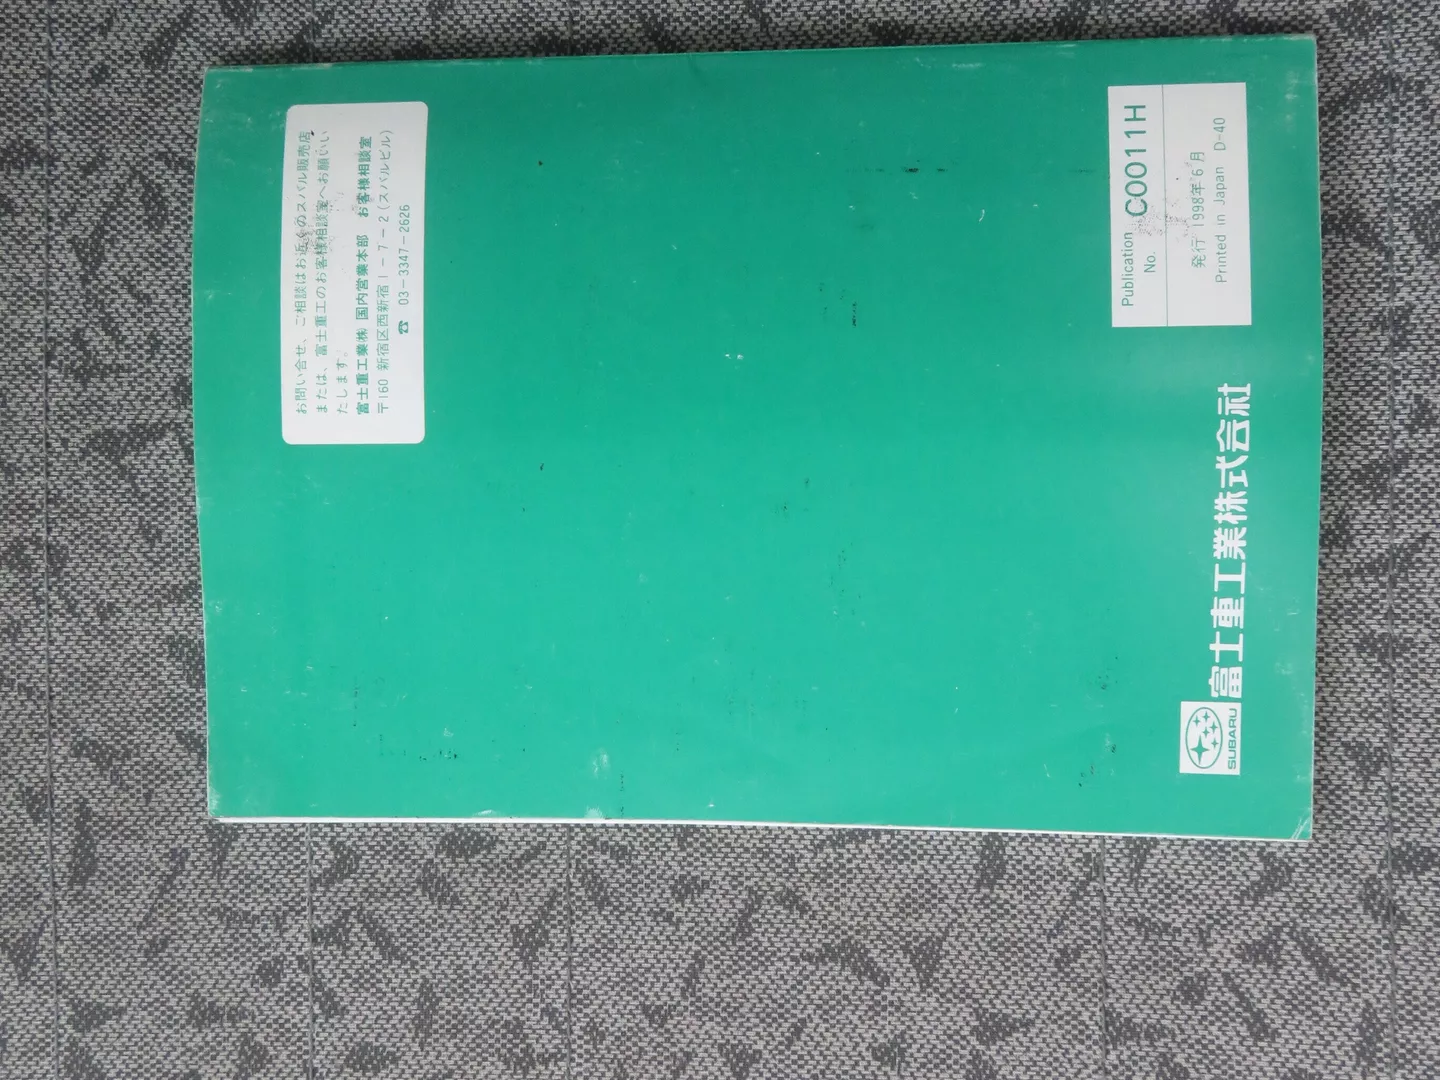 お問い合せ、ご相談はお近くのスバル販売店
または、富士重工のお客様相談室へお願いい
たします。
富士重工業㈱ 国内営業本部 お客様相談室
〒160 新宿区西新宿1-7-2(スバルビル)
☎ 03-3347-2626
Publication No. C0011H
発行 1998年6月
Printed in Japan D-40
SUBARU 富士重工業株式会社